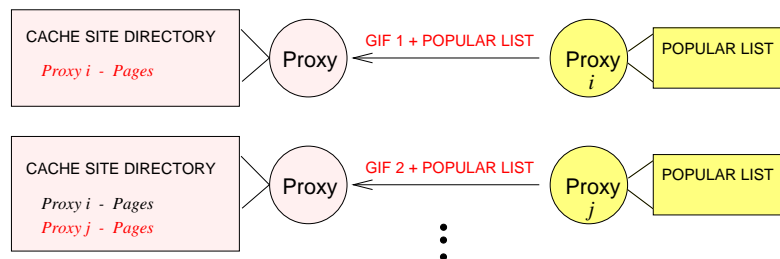 CACHE SITE DIRECTORY
Proxy i - Pages
Proxy
GIF 1 + POPULAR LIST
Proxy
i
POPULAR LIST
CACHE SITE DIRECTORY
Proxy i - Pages
Proxy j - Pages
Proxy
GIF 2 + POPULAR LIST
Proxy
j
POPULAR LIST